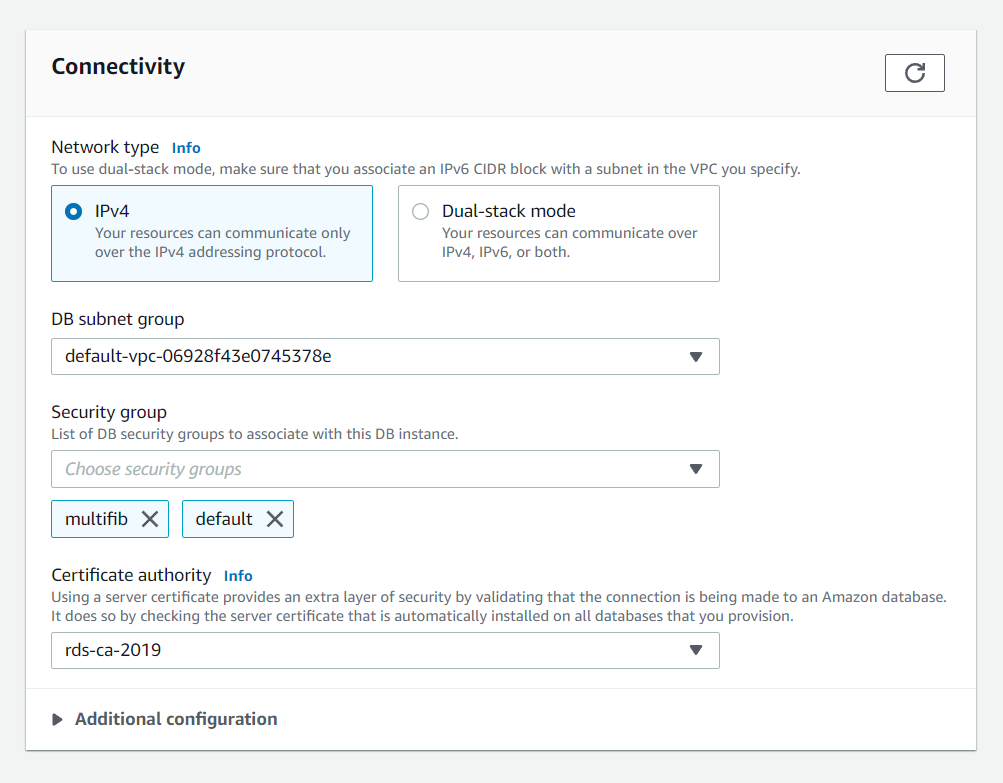 Connectivity
Network type Info
To use dual-stack mode, make sure that you associate an IPv6 CIDR block with a subnet in the VPC you specify.
IPv4
Your resources can communicate only
over the IPv4 addressing protocol.
Dual-stack mode
Your resources can communicate over
IPv4, IPv6, or both.
DB subnet group
default-vpc-06928f43e0745378e
Security group
List of DB security groups to associate with this DB instance.
Choose security groups
multifib default
Certificate authority Info
Using a server certificate provides an extra layer of security by validating that the connection is being made to an Amazon database.
It does so by checking the server certificate that is automatically installed on all databases that you provision.
rds-ca-2019
Additional configuration